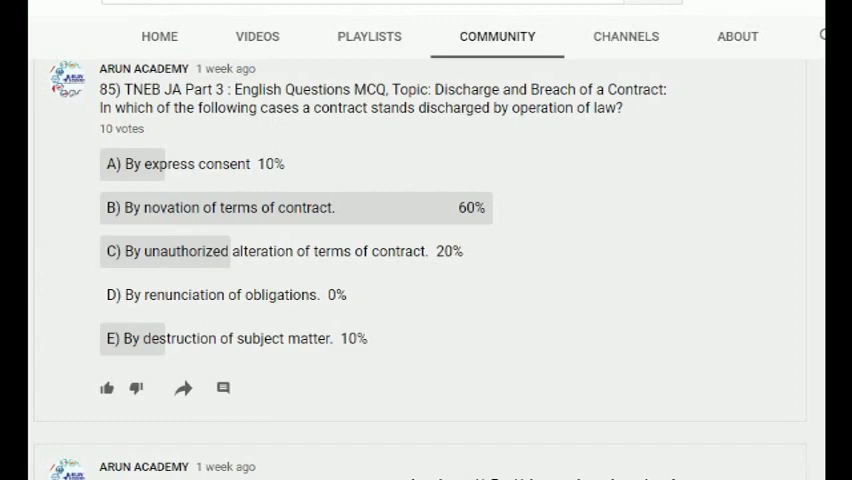 HOME VIDEOS PLAYLISTS COMMUNITY CHANNELS ABOUT
ARUN ACADEMY 1 week ago
85) TNEB JA Part 3 : English Questions MCQ, Topic: Discharge and Breach of a Contract:
In which of the following cases a contract stands discharged by operation of law?
10 votes
A) By express consent 10%
B) By novation of terms of contract. 60%
C) By unauthorized alteration of terms of contract. 20%
D) By renunciation of obligations. 0%
E) By destruction of subject matter. 10%
ARUN ACADEMY 1 week ago